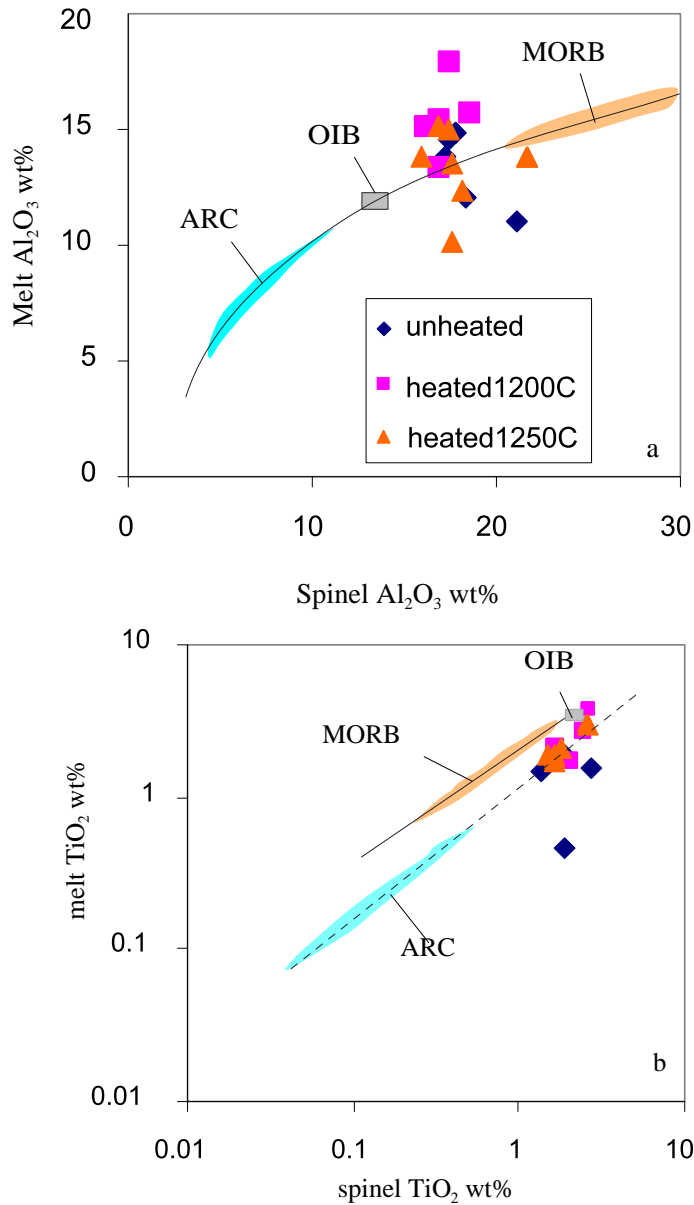 20
MORB
15
OIB
ARC
10
Melt Al₂O₃ wt%
unheated
5
heated1200C
heated1250C
a
0
0 10 20 30
Spinel Al₂O₃ wt%
10
OIB
MORB
1
melt TiO₂ wt%
0.1
ARC
b
0.01
0.01 0.1 1 10
spinel TiO₂ wt%